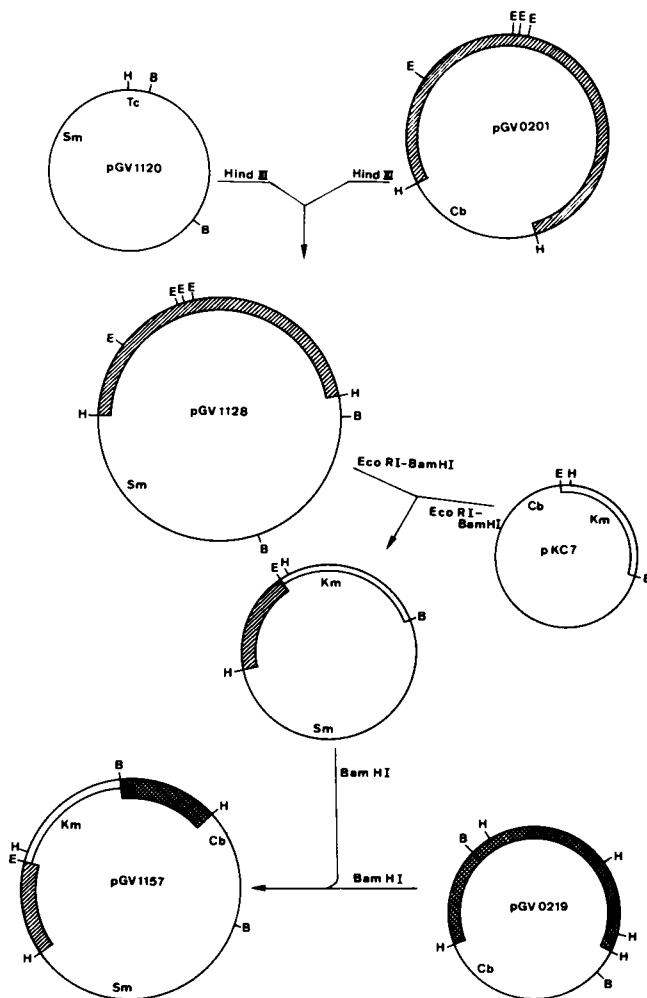 E E E
E
H B
Tc
Sm
pGV1120
B
pGV0201
Hind III
Hind III
H
Cb
H
E E E
E
H
H
B
pGV1128
Sm
B
Eco RI-BamHI
Eco RI-
BamHI
E H
Cb
Km
pKC7
B
E H
Km
B
H
Sm
Bam HI
B
H
Cb
Km
H
E
pGV1157
B
H
Sm
Bam HI
H
B
H
pGV0219
H
H
H
Cb
B